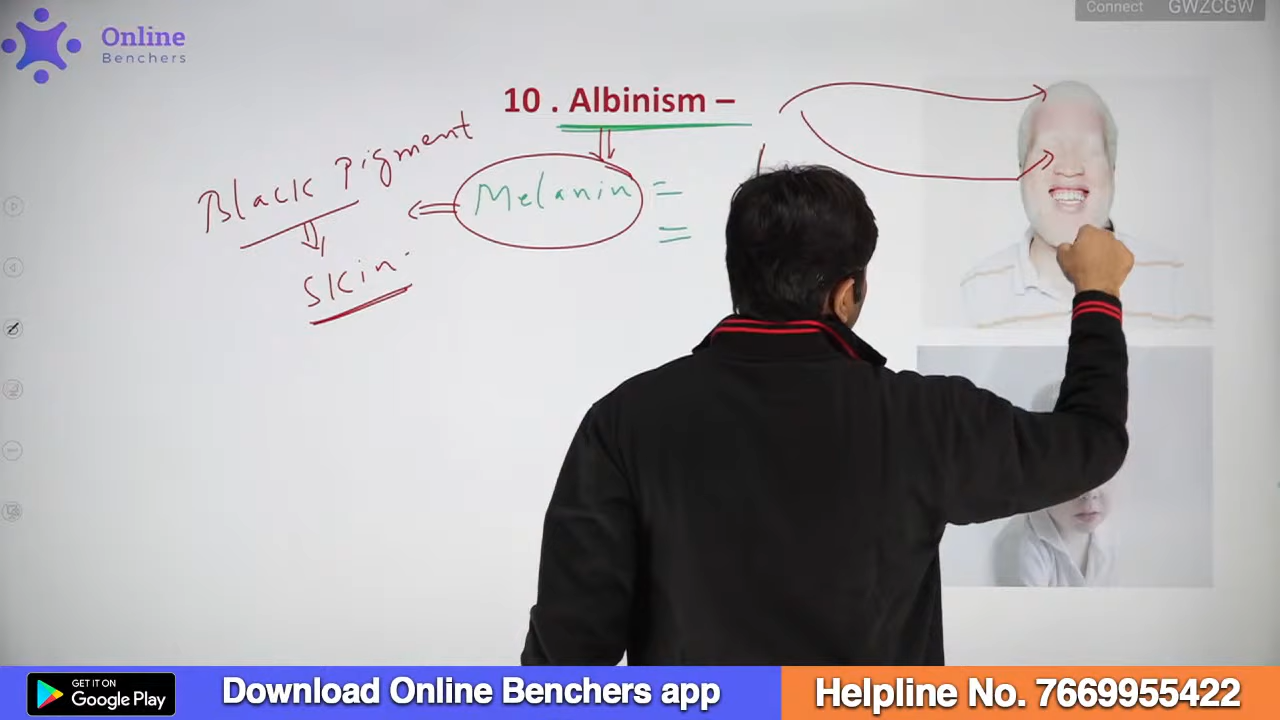 Connect GWZCGW
Online
Benchers
10 . Albinism –
Black Pigment
Melanin =
=
Skin
GET IT ON
Google Play
Download Online Benchers app
Helpline No. 7669955422